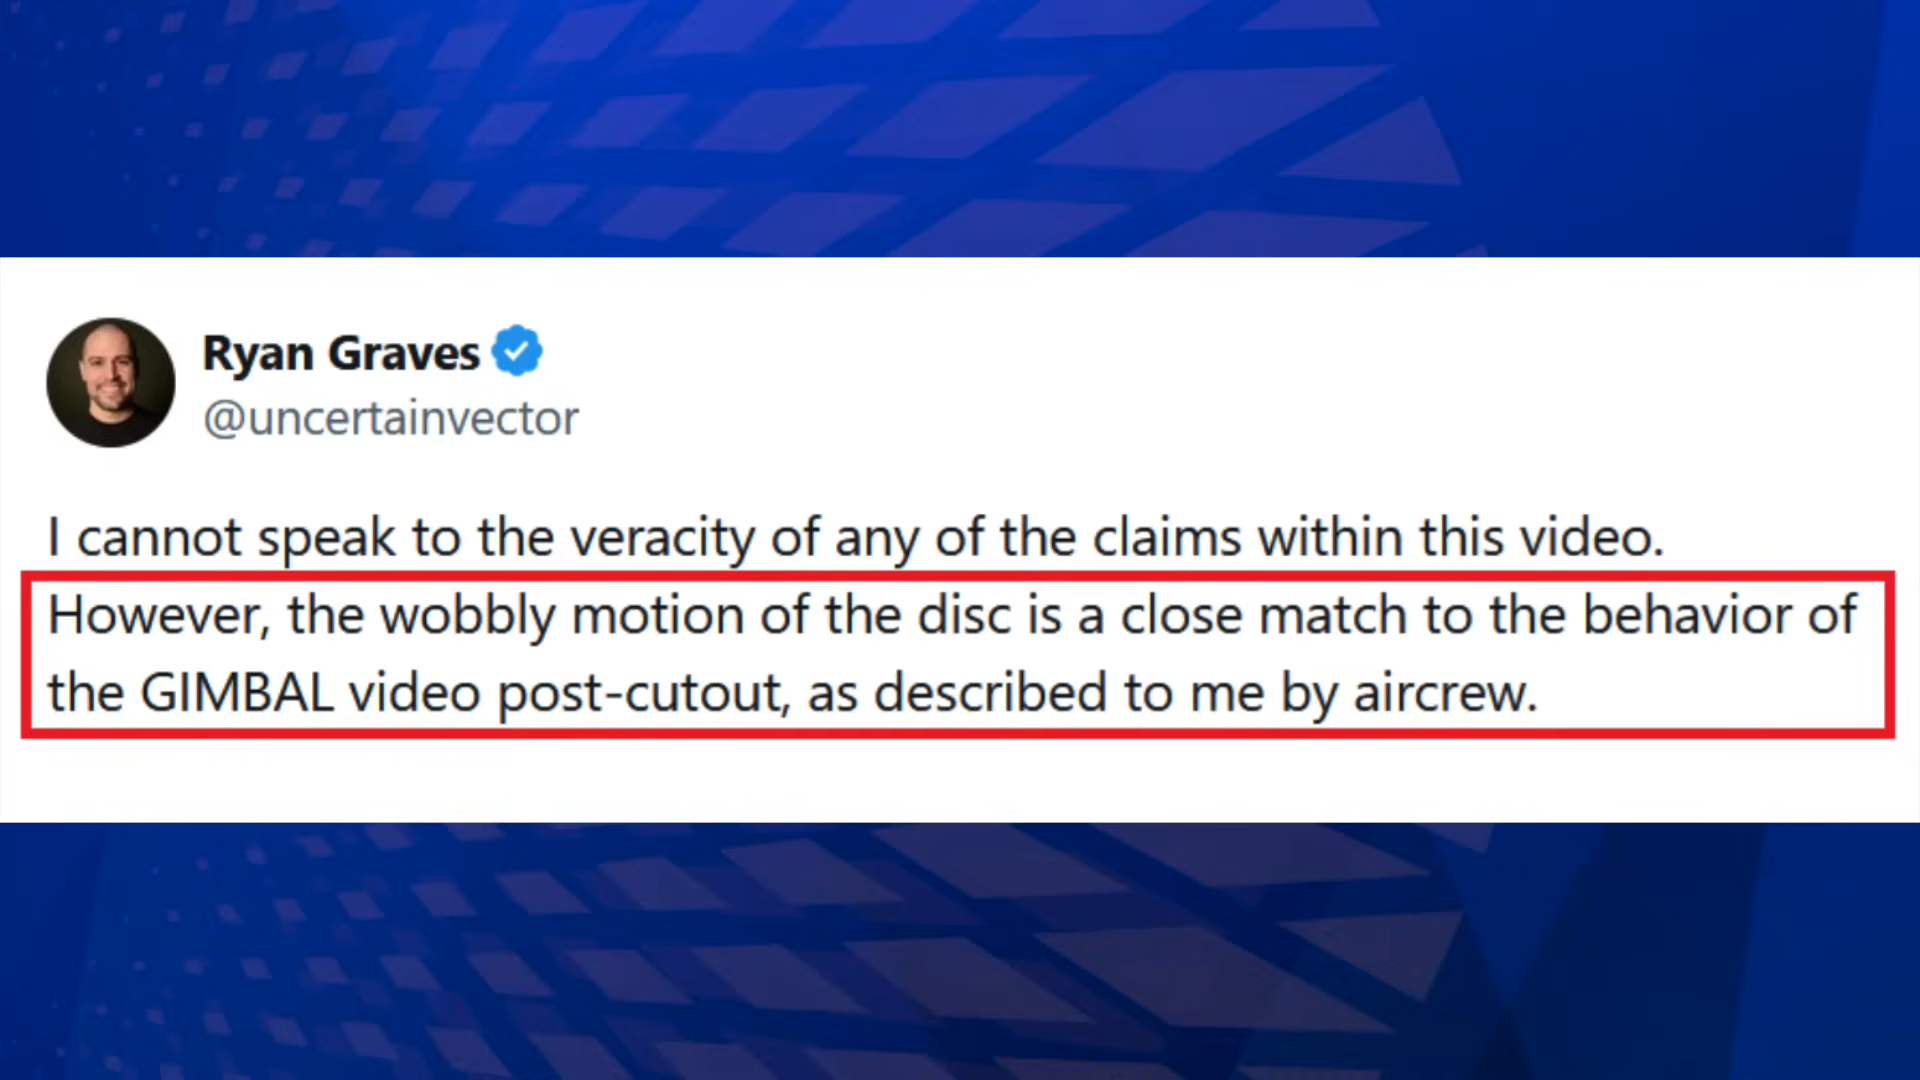 Ryan Graves
@uncertainvector
I cannot speak to the veracity of any of the claims within this video.
However, the wobbly motion of the disc is a close match to the behavior of
the GIMBAL video post-cutout, as described to me by aircrew.